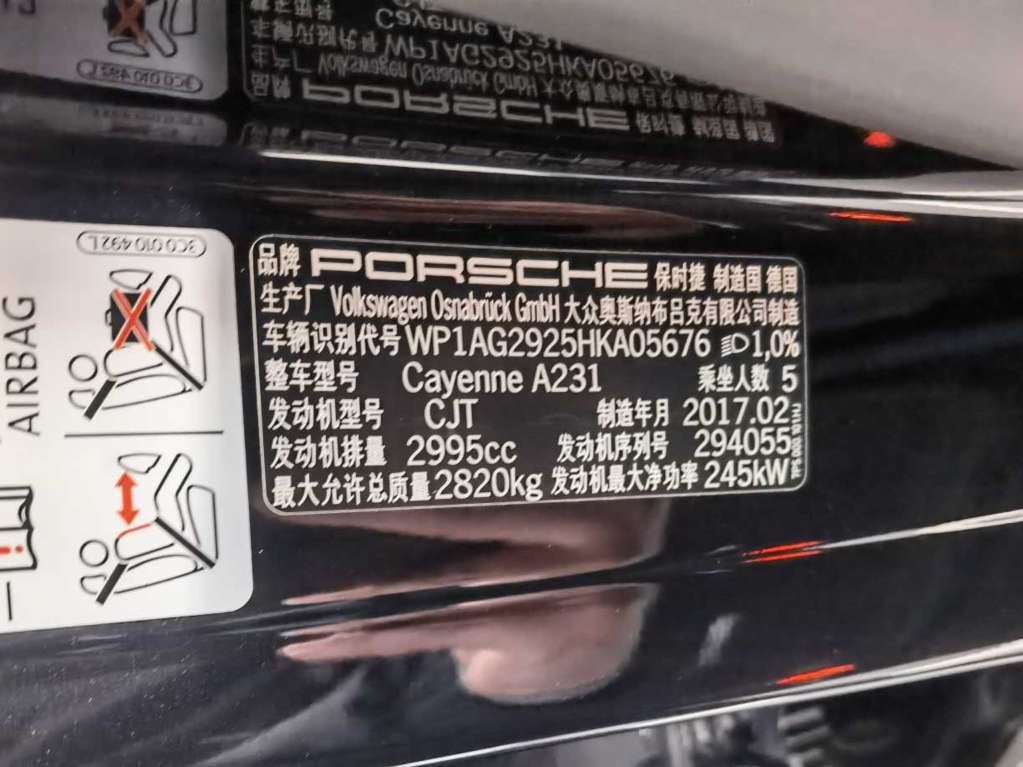 品牌 PORSCHE 保时捷 制造国 德国
生产厂 Volkswagen Osnabrück GmbH 大众奥斯纳布吕克有限公司制造
车辆识别代号 WP1AG2925HKA05676 1,0%
整车型号 Cayenne A231 乘坐人数 5
发动机型号 CJT 制造年月 2017.02
发动机排量 2995cc 发动机序列号 294055
最大允许总质量 2820kg 发动机最大净功率 245kW
3C0 010 492 L
AIRBAG